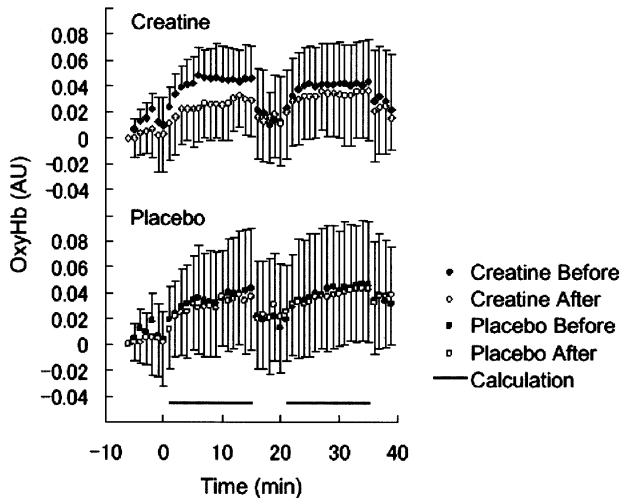 Creatine
0.08
0.06
0.04
0.02
0
−0.02
−0.04
OxyHb (AU)
Placebo
0.08
0.06
0.04
0.02
0
−0.02
−0.04
−10
0
10
20
30
40
Time (min)
Creatine Before
Creatine After
Placebo Before
Placebo After
Calculation